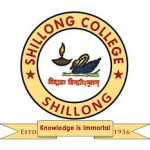 SHILLONG COLLEGE
SHILLONG
ESTD
1956
Knowledge is Immortal